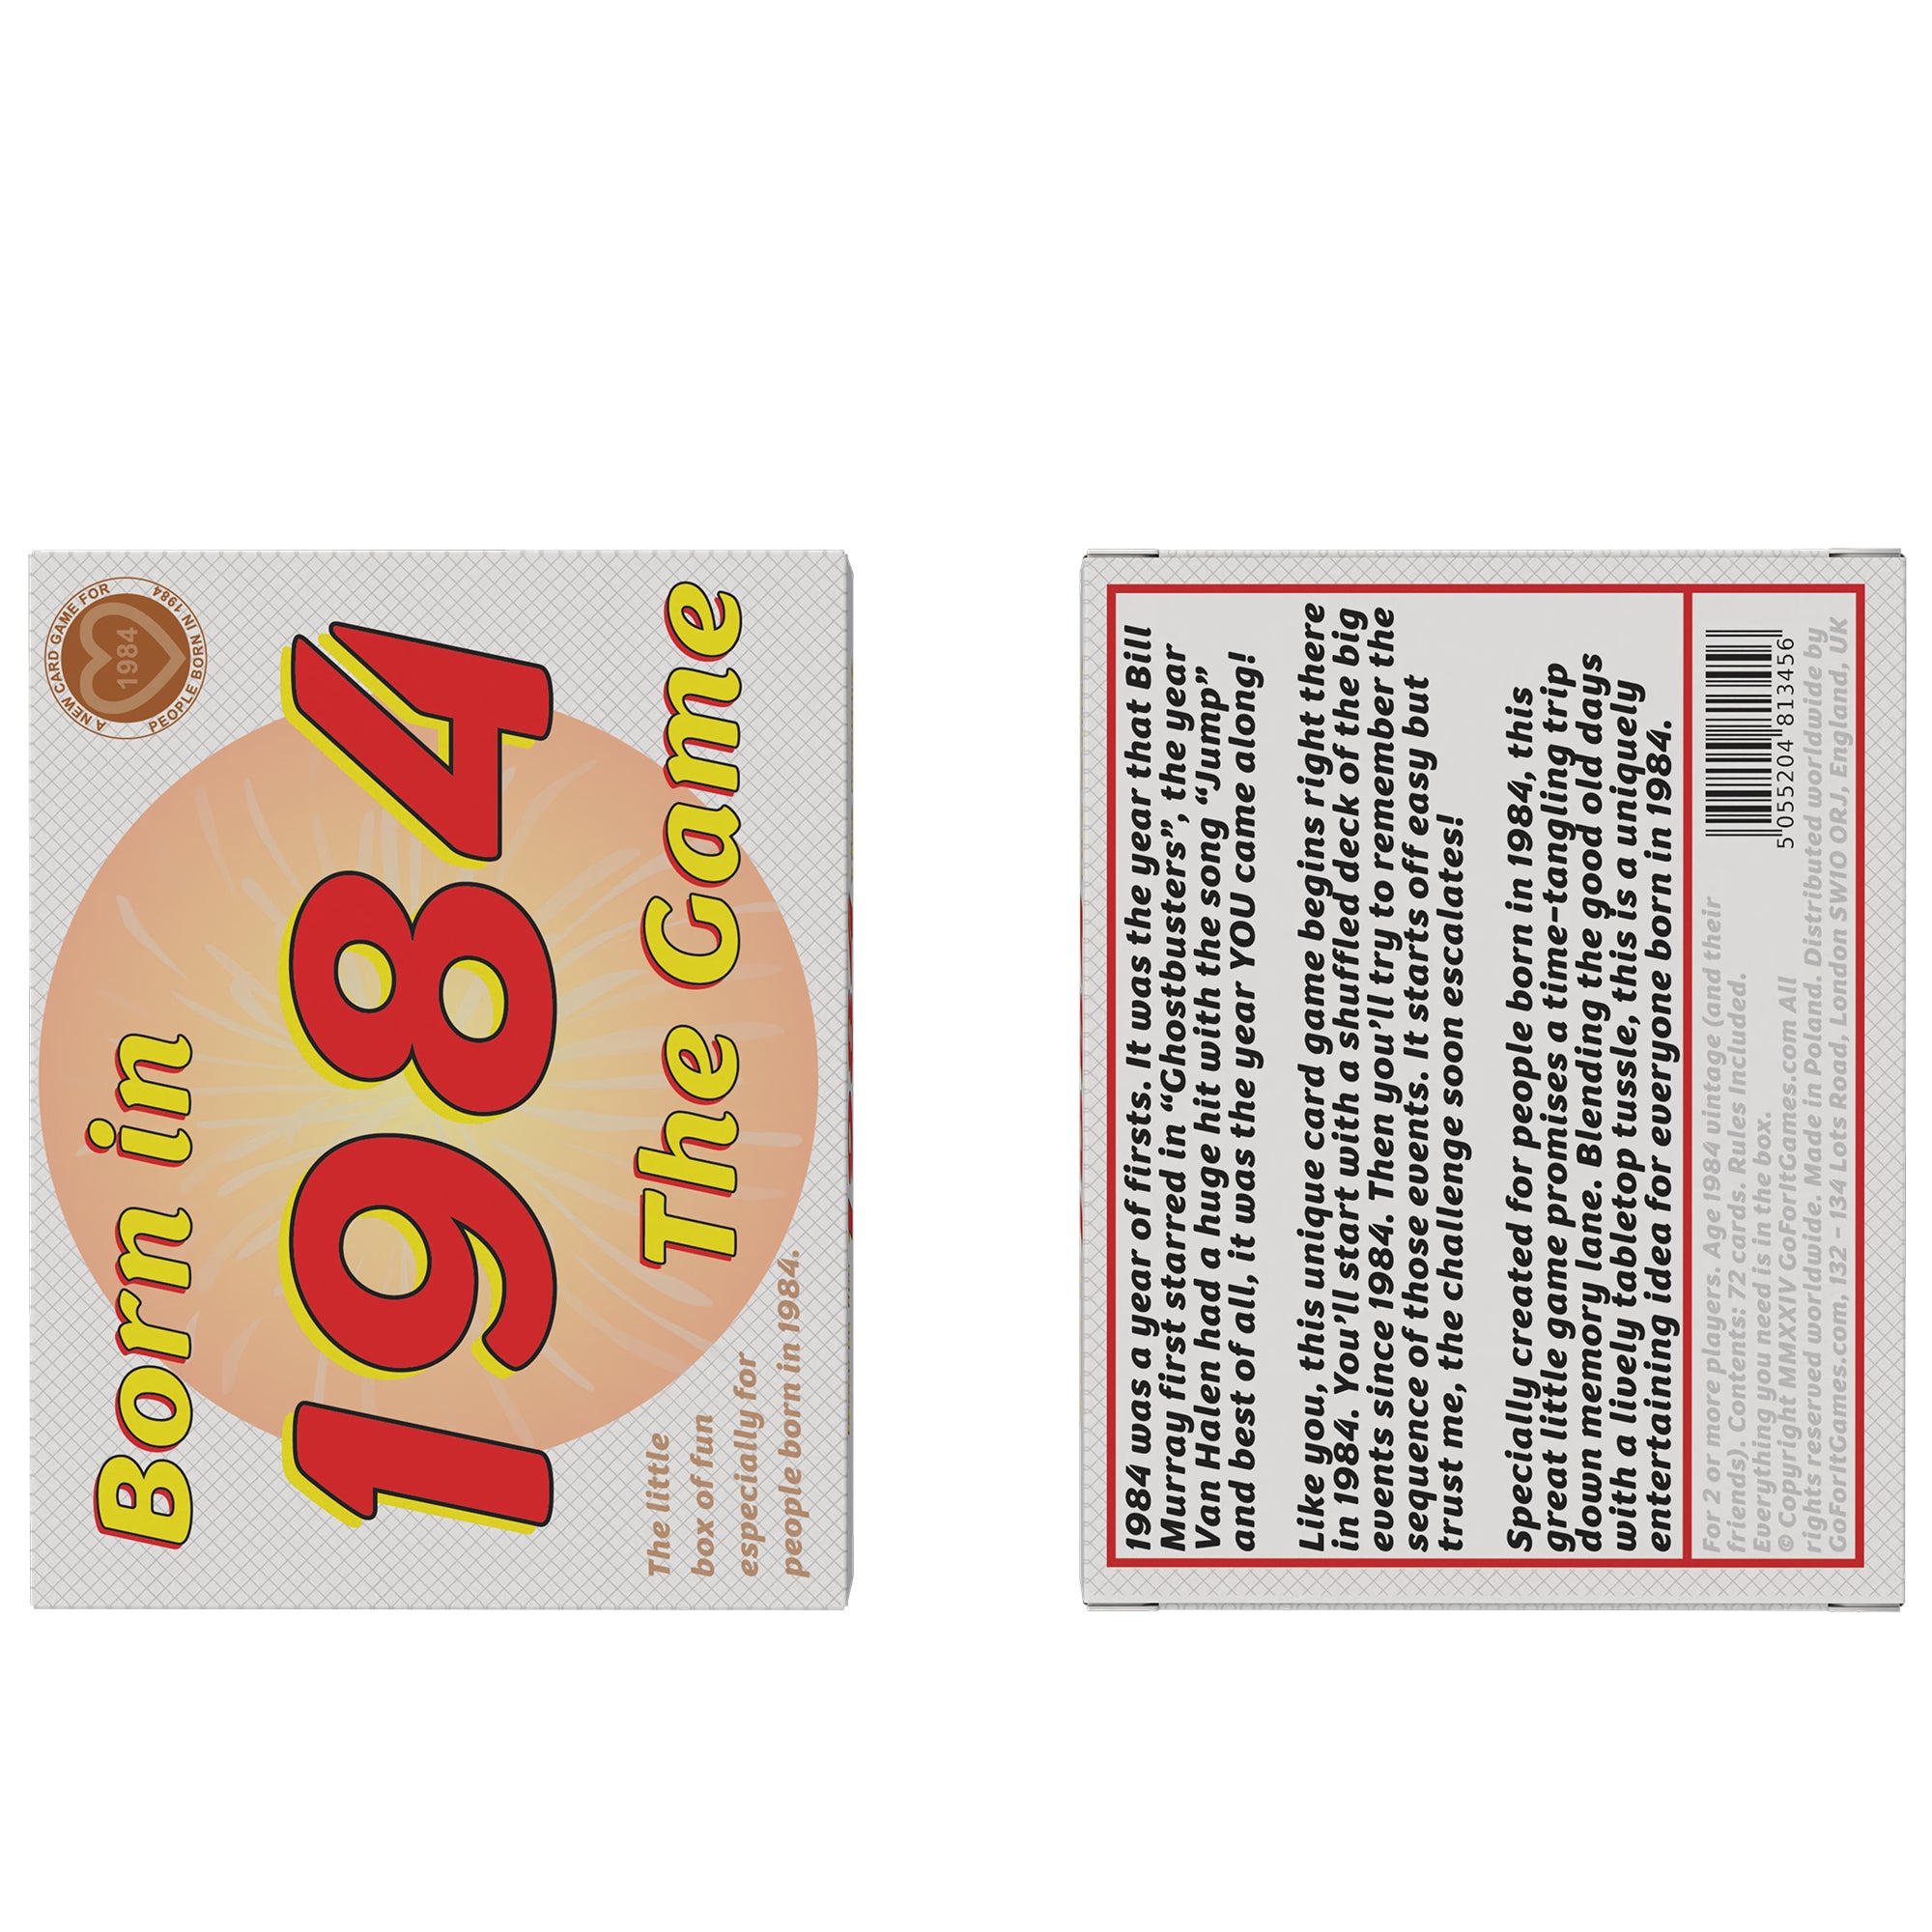 Born in
1984
The Game
A NEW CARD GAME FOR
PEOPLE BORN IN 1984
1984
The little
box of fun
especially for
people born in 1984.
1984 was a year of firsts. It was the year that Bill
Murray first starred in “Ghostbusters”, the year
Van Halen had a huge hit with the song “Jump”
and best of all, it was the year YOU came along!
Like you, this unique card game begins right there
in 1984. You’ll start with a shuffled deck of the big
events since 1984. Then you’ll try to remember the
sequence of those events. It starts off easy but
trust me, the challenge soon escalates!
Specially created for people born in 1984, this
great little game promises a time-tangling trip
down memory lane. Blending the good old days
with a lively tabletop tussle, this is a uniquely
entertaining idea for everyone born in 1984.
For 2 or more players. Age 1984 vintage (and their
friends). Contents: 72 cards. Rules Included.
Everything you need is in the box.
© Copyright MMXXIV GoForItGames.com All
rights reserved worldwide. Made in Poland. Distributed worldwide by
GoForItGames.com, 132 - 134 Lots Road, London SW10 0RJ, England, UK
5 055204 813456